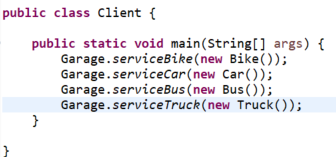 public class Client {
public static void main(String[] args) {
Garage.serviceBike(new Bike());
Garage.serviceCar(new Car());
Garage.serviceBus(new Bus());
Garage.serviceTruck(new Truck());
}
}